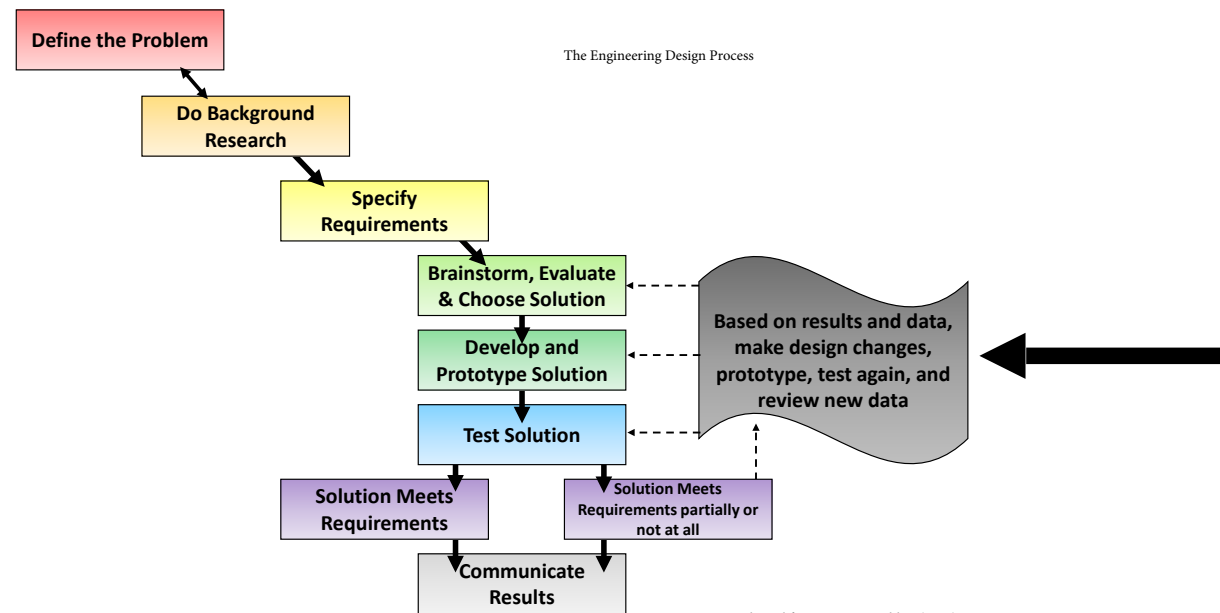 Define the Problem
The Engineering Design Process
Do Background
Research
Specify
Requirements
Brainstorm, Evaluate
& Choose Solution
Develop and
Prototype Solution
Test Solution
Based on results and data,
make design changes,
prototype, test again, and
review new data
Solution Meets
Requirements
Solution Meets
Requirements partially or
not at all
Communicate
Results